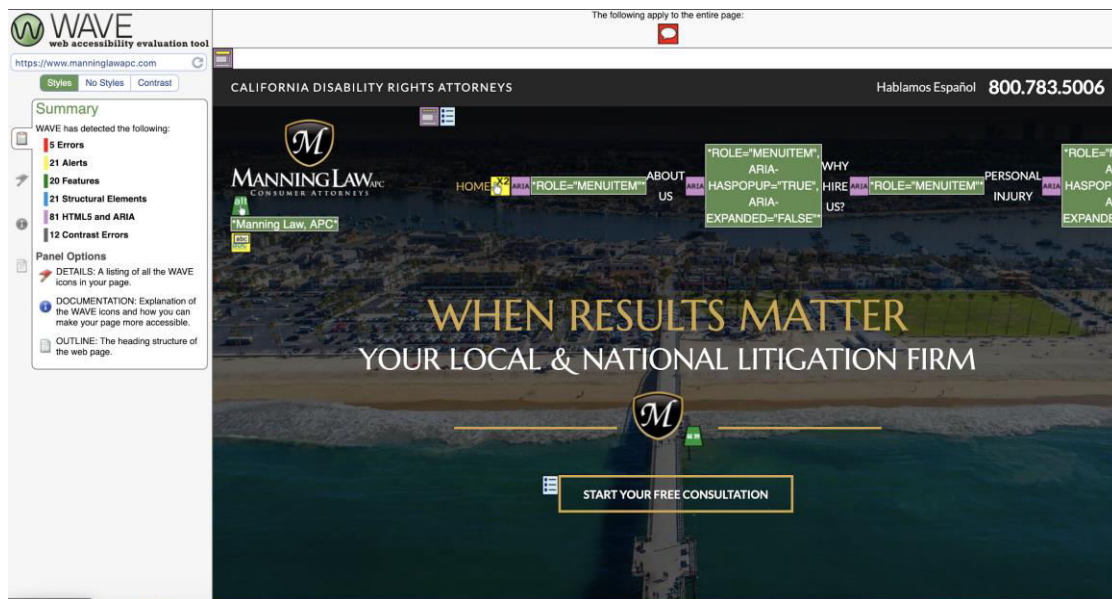 The following apply to the entire page:
WAVE
web accessibility evaluation tool
https://www.manninglawapc.com
Styles
No Styles
Contrast
Summary
WAVE has detected the following:
5 Errors
21 Alerts
20 Features
21 Structural Elements
81 HTML5 and ARIA
12 Contrast Errors
Panel Options
DETAILS: A listing of all the WAVE
icons in your page.
DOCUMENTATION: Explanation of
the WAVE icons and how you can
make your page more accessible.
OUTLINE: The heading structure of
the web page.
CALIFORNIA DISABILITY RIGHTS ATTORNEYS
Hablamos Español
800.783.5006
M
MANNING LAW APC
CONSUMER ATTORNEYS
alt
*Manning Law, APC*
abc
HOME
X2
ARIA
*ROLE="MENUITEM"*
ABOUT
US
ARIA
*ROLE="MENUITEM",
ARIA-
HASPOPUP="TRUE",
ARIA-
EXPANDED="FALSE"*
WHY
HIRE
US?
ARIA
*ROLE="MENUITEM"*
PERSONAL
INJURY
ARIA
WHEN RESULTS MATTER
YOUR LOCAL & NATIONAL LITIGATION FIRM
M
START YOUR FREE CONSULTATION